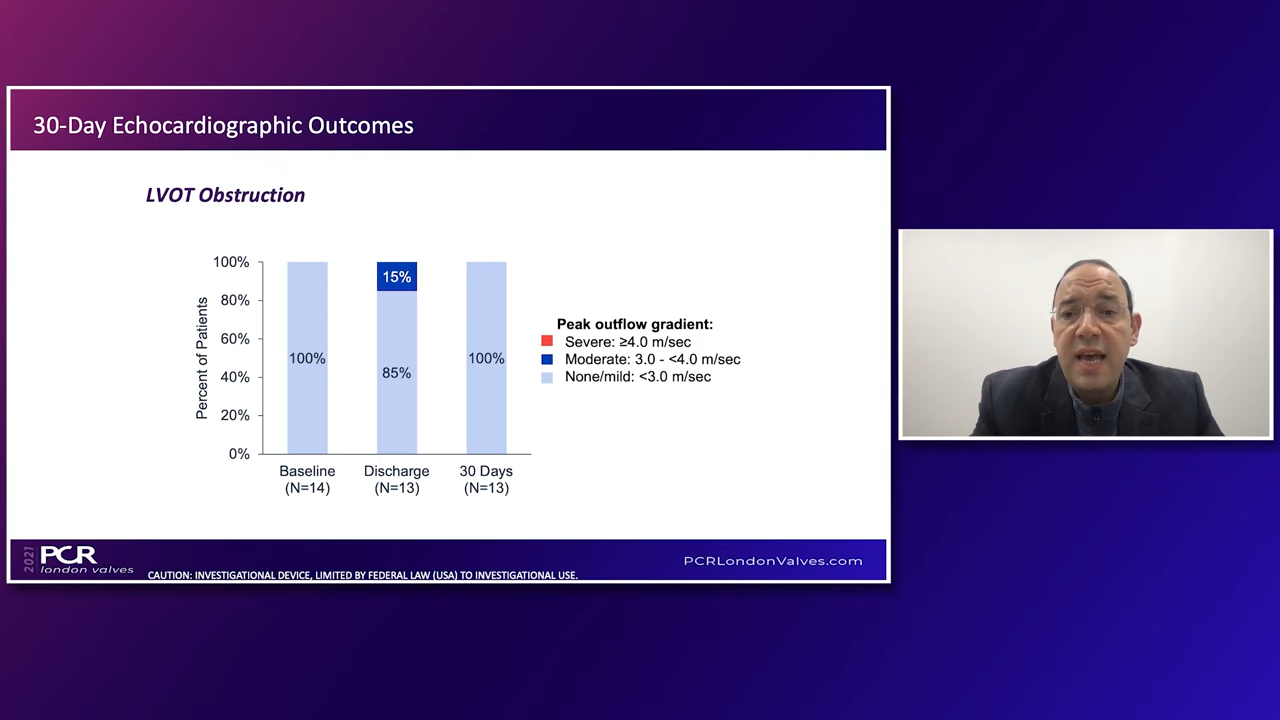 30-Day Echocardiographic Outcomes
LVOT Obstruction
Percent of Patients
100%
80%
60%
40%
20%
0%
100%
15%
85%
100%
Baseline
(N=14)
Discharge
(N=13)
30 Days
(N=13)
Peak outflow gradient:
Severe: ≥4.0 m/sec
Moderate: 3.0 - <4.0 m/sec
None/mild: <3.0 m/sec
2021
PCR
london valves
CAUTION: INVESTIGATIONAL DEVICE, LIMITED BY FEDERAL LAW (USA) TO INVESTIGATIONAL USE.
PCRLondonValves.com